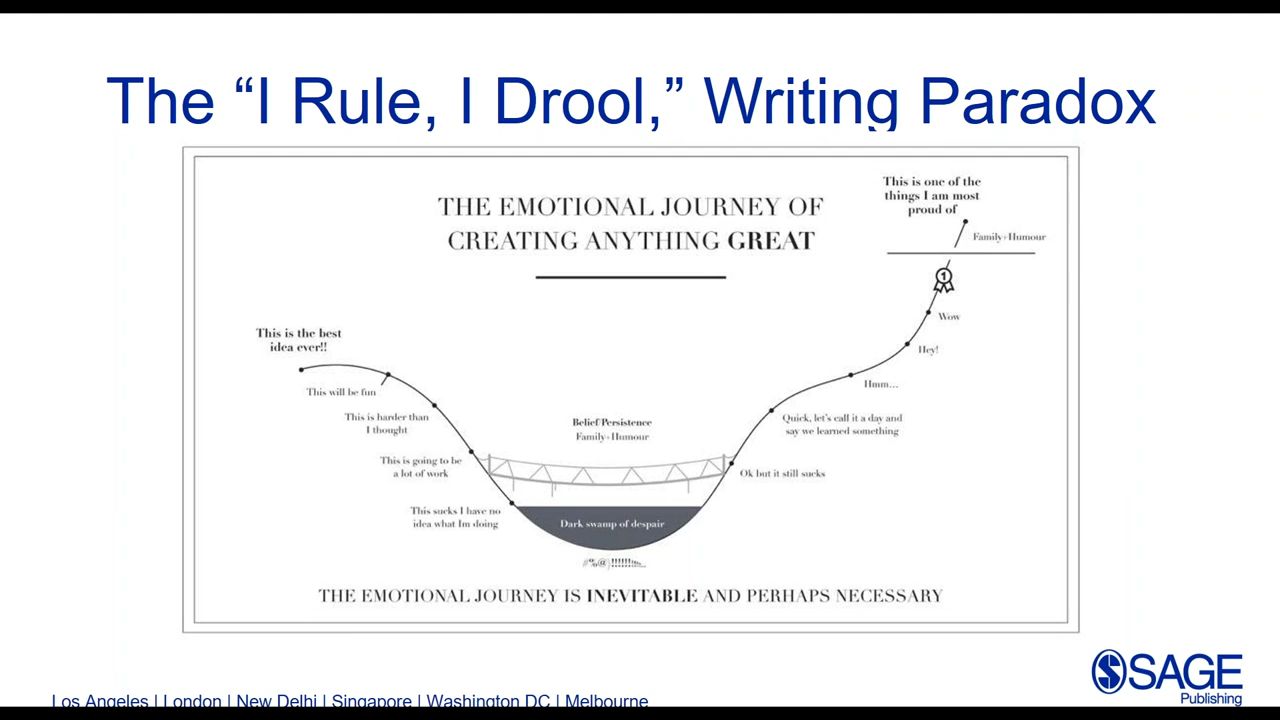 The “I Rule, I Drool,” Writing Paradox
THE EMOTIONAL JOURNEY OF
CREATING ANYTHING GREAT
This is one of the
things I am most
proud of
Family+Humour
1
Wow
Hey!
Hmm...
Quick, let's call it a day and
say we learned something
Ok but it still sucks
This is the best
idea ever!!
This will be fun
This is harder than
I thought
This is going to be
a lot of work
This sucks I have no
idea what Im doing
Belief/Persistence
Family+Humour
Dark swamp of despair
THE EMOTIONAL JOURNEY IS INEVITABLE AND PERHAPS NECESSARY
SAGE
Publishing
Los Angeles | London | New Delhi | Singapore | Washington DC | Melbourne